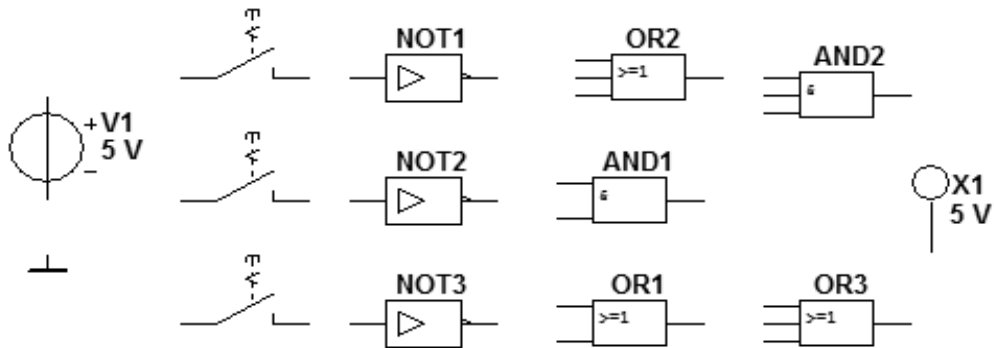 NOT1
OR2
>=1
AND2
&
+
V1
5 V
−
NOT2
AND1
&
X1
5 V
NOT3
OR1
>=1
OR3
>=1